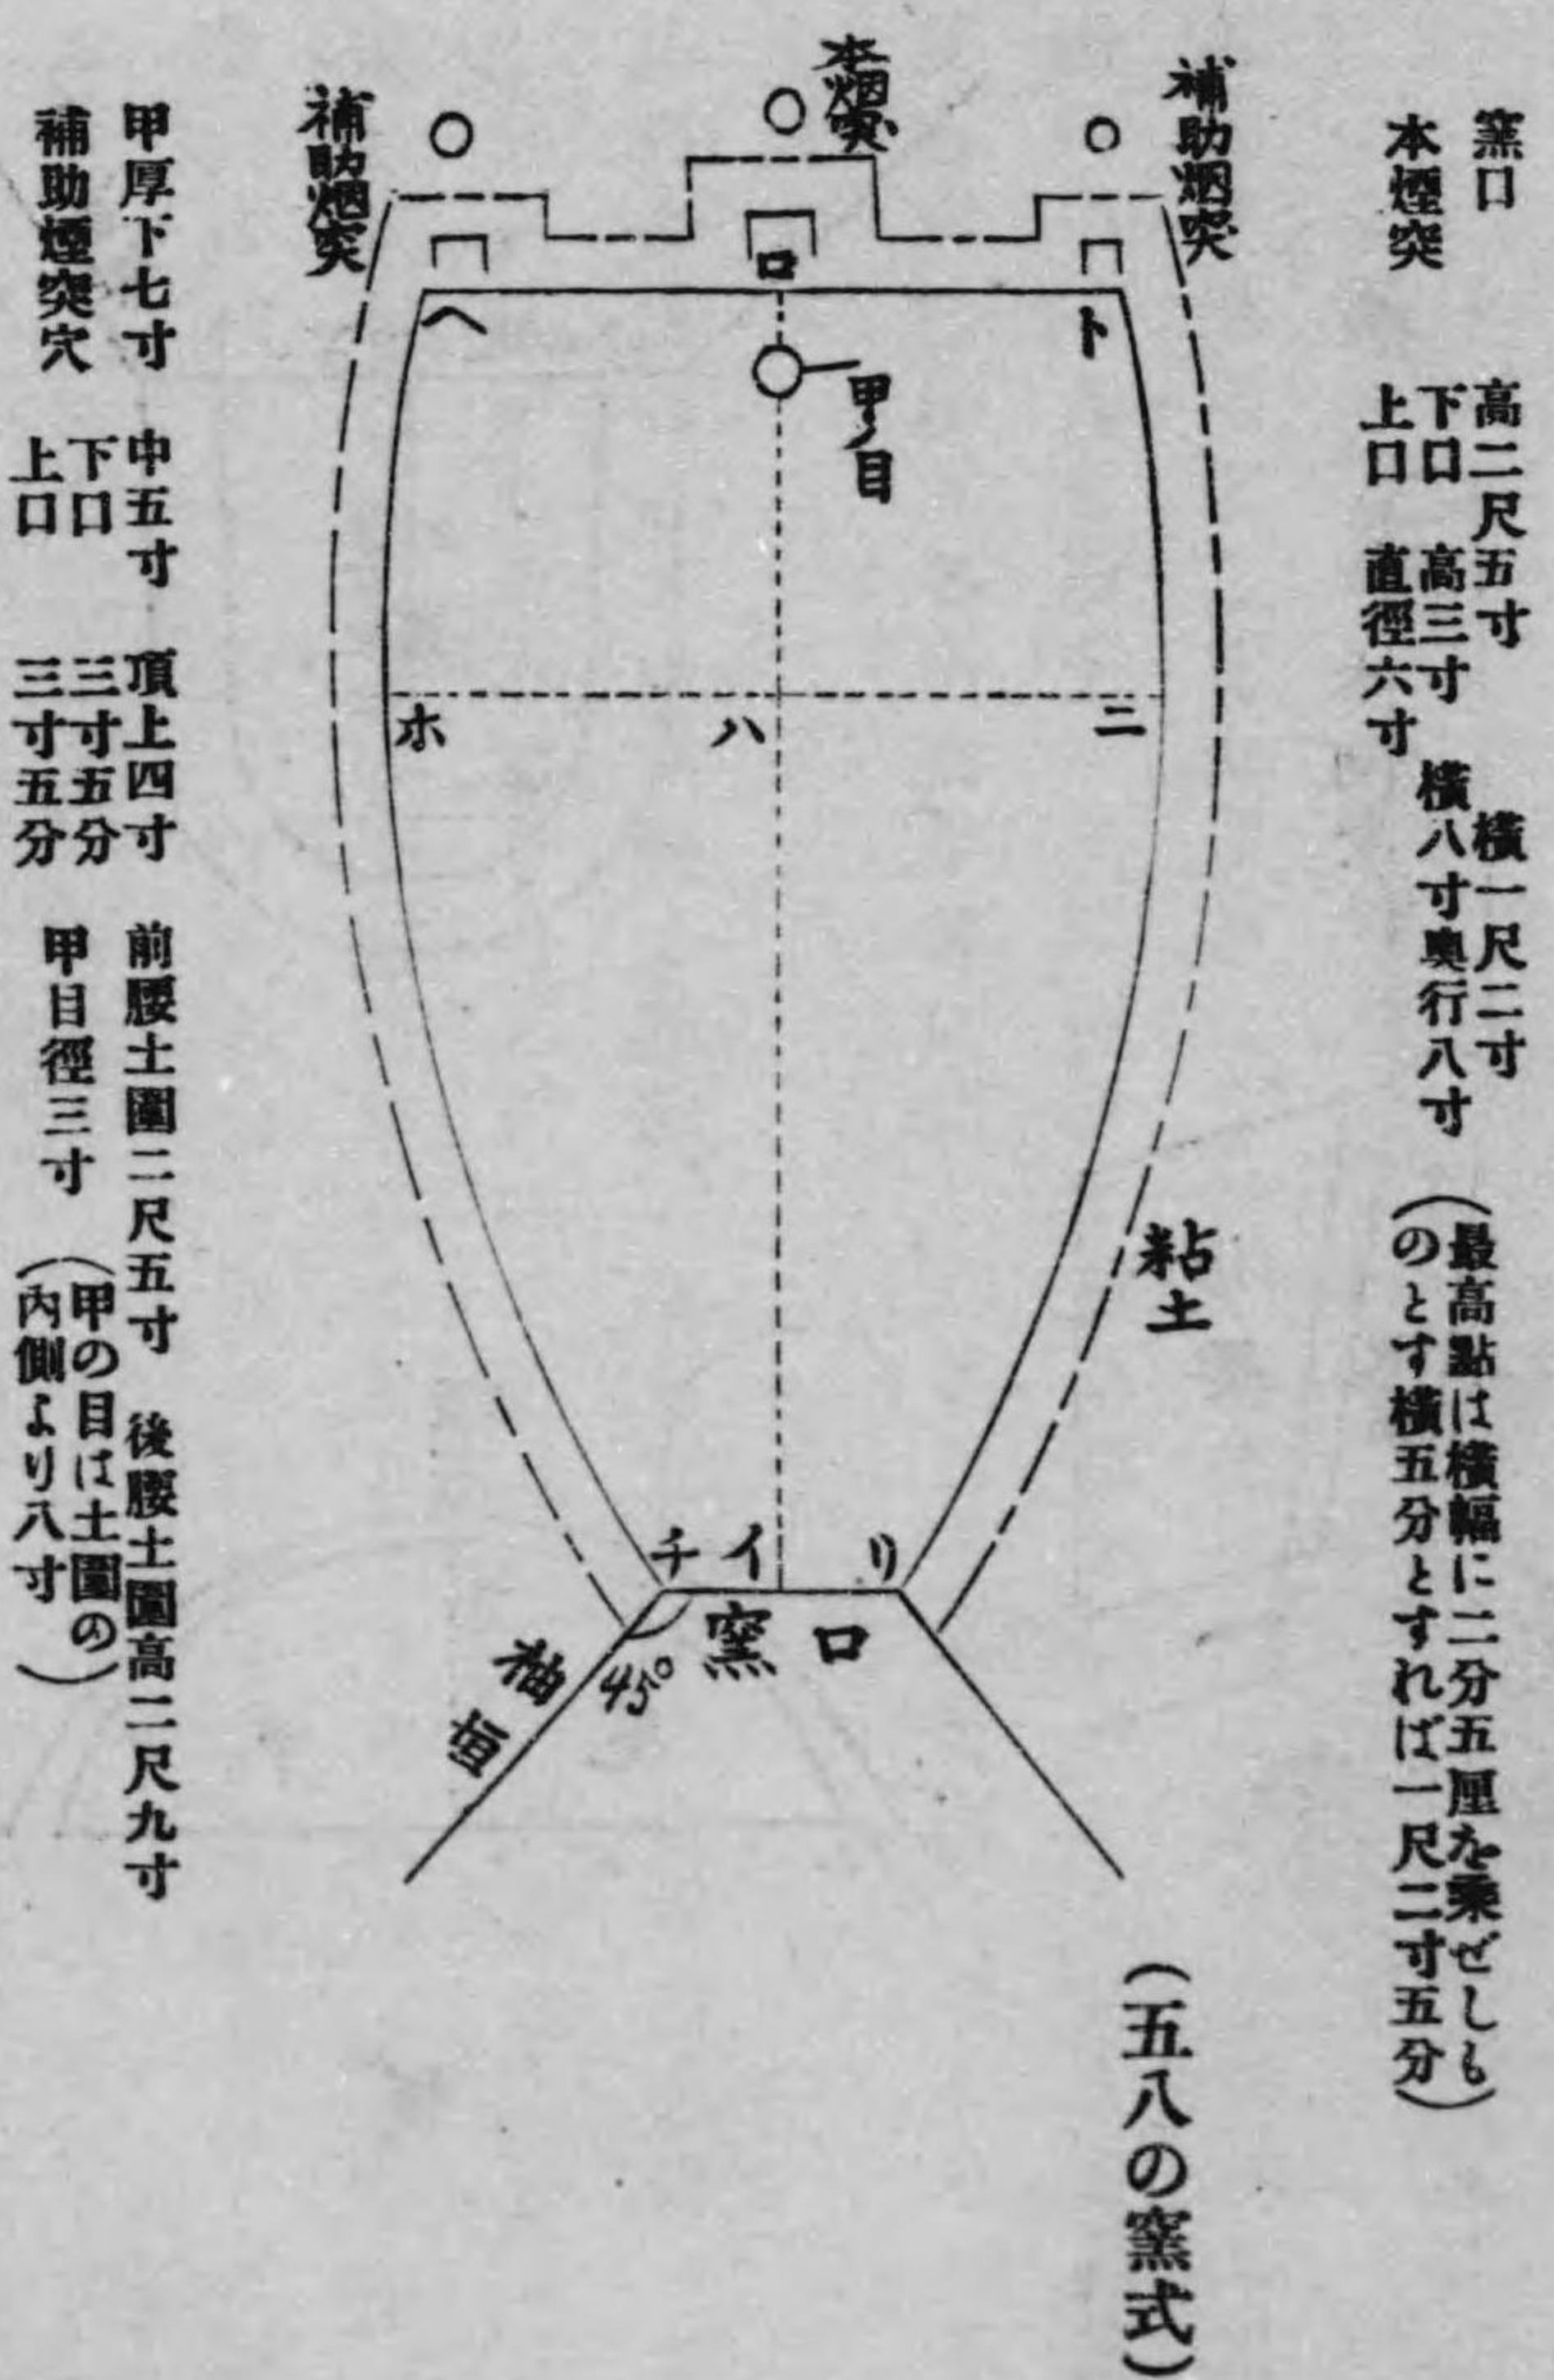 窯口　高二尺五寸　横一尺二寸
本煙突　下口　高三寸　横八寸奥行八寸
上口　直徑六寸
(最高點は横幅に二分五厘を乘ぜしも
のとす横五分とすれば一尺二寸五分)
(五八の窯式)
補助烟突
本烟突
補助烟突
ロ
ヘ
ト
甲ノ目
ホ
ハ
ニ
粘土
チ
イ
リ
窯口
45°
袖垣
甲厚下七寸　中五寸　頂上四寸　前腰土圍二尺五寸　後腰土圍高二尺九寸
補助煙突穴　下口　三寸五分　甲目徑三寸
上口　三寸五分
(甲の目は土圍の
內側より八寸)